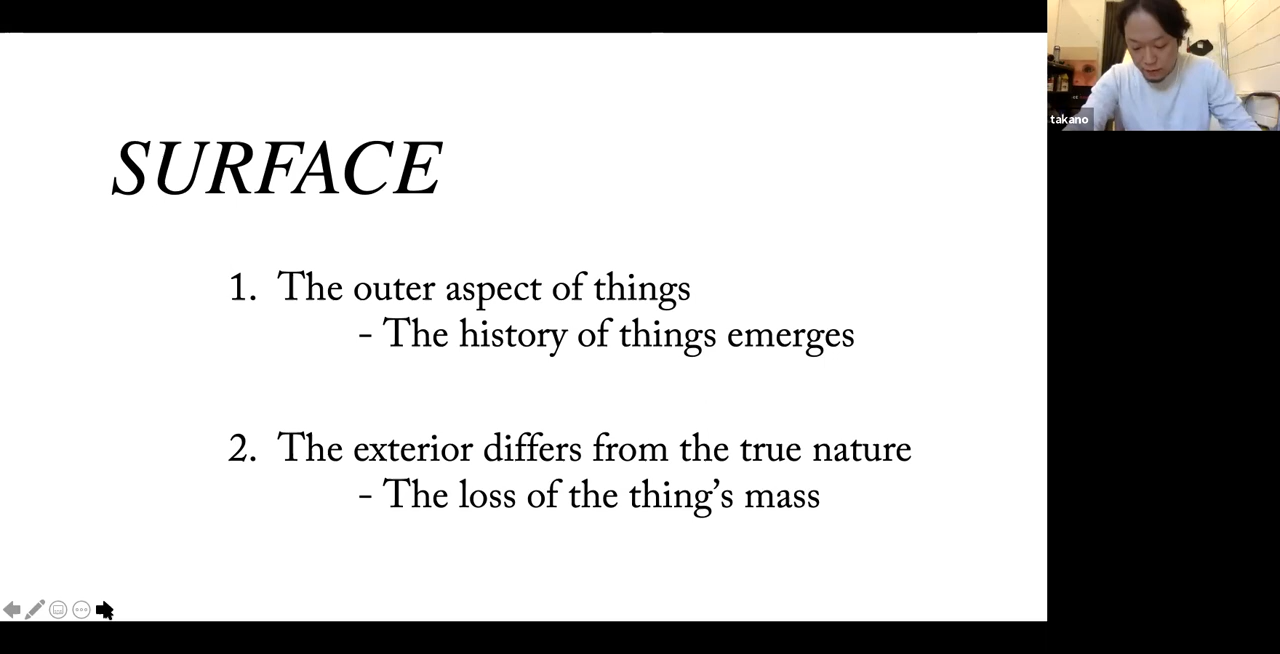 SURFACE
1. The outer aspect of things
- The history of things emerges
2. The exterior differs from the true nature
- The loss of the thing’s mass
takano